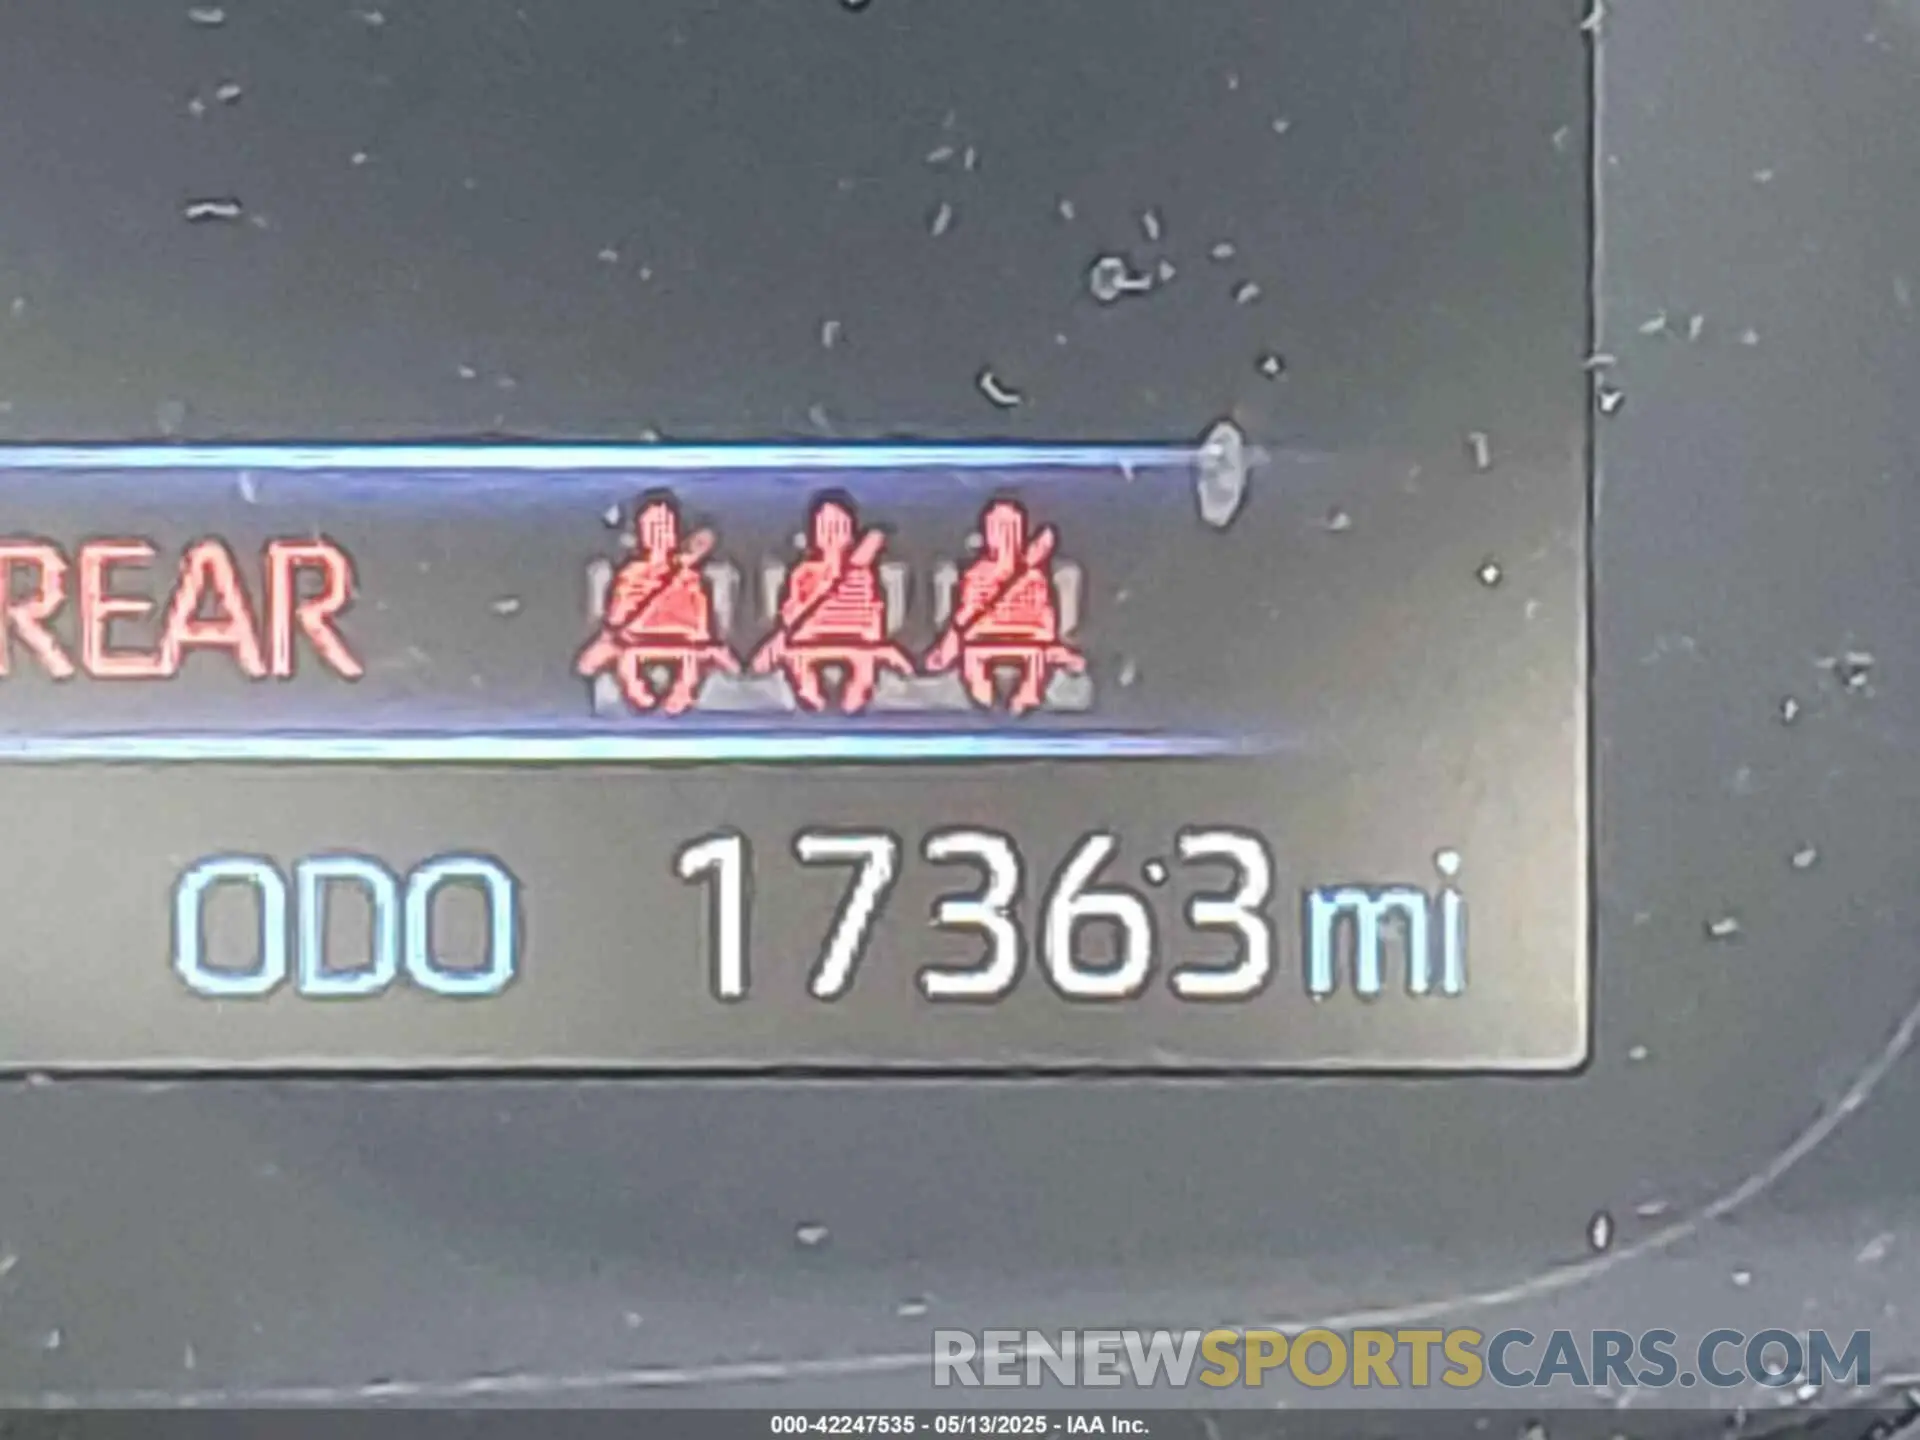 REAR
ODO 17363 mi
RENEWSPORTSCARS.COM
000-42247535 - 05/13/2025 - IAA Inc.